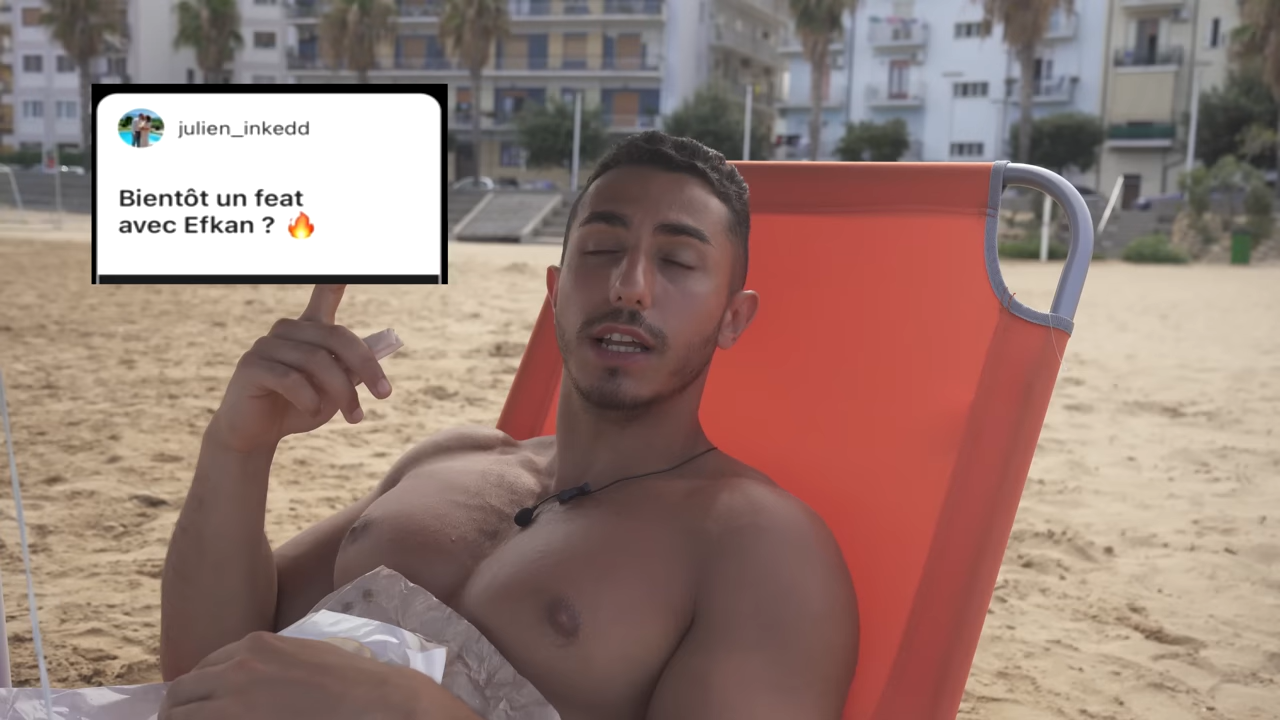 julien_inkedd
Bientôt un feat
avec Efkan ? 🔥